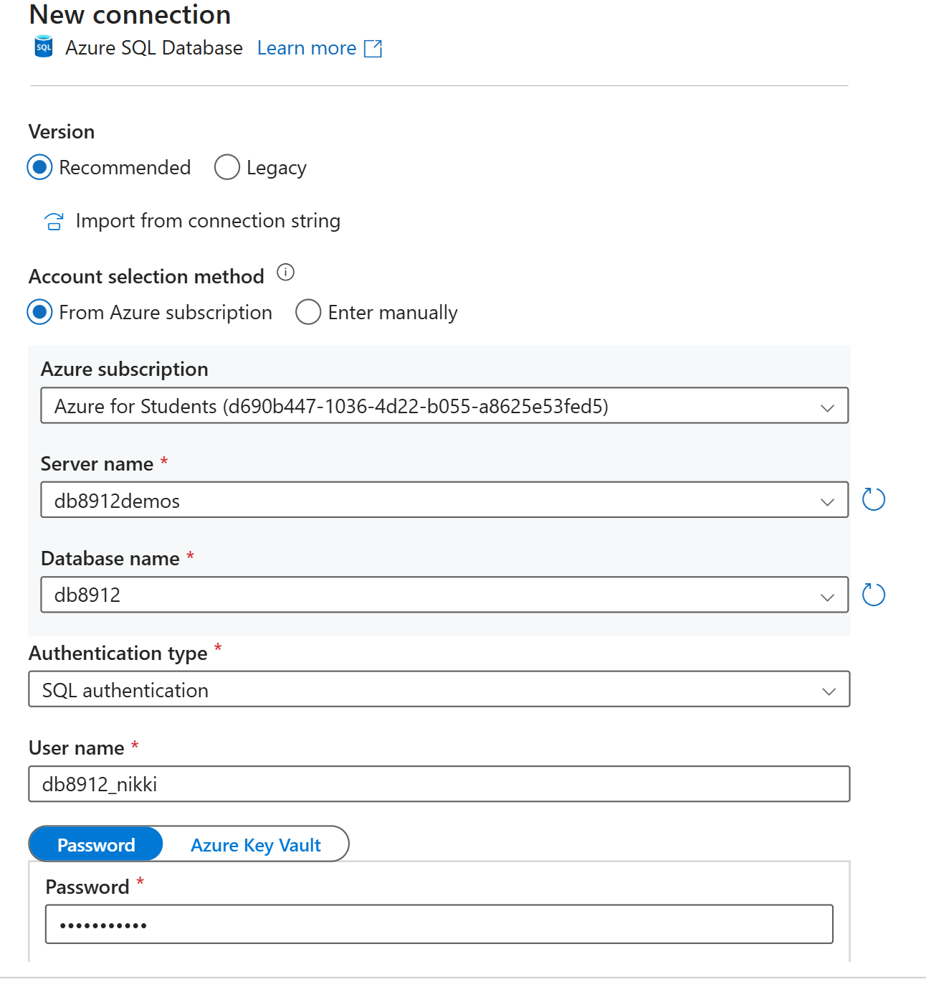 New connection
SQL Azure SQL Database Learn more
Version
Recommended Legacy
Import from connection string
Account selection method
From Azure subscription Enter manually
Azure subscription
Azure for Students (d690b447-1036-4d22-b055-a8625e53fed5)
Server name *
db8912demos
Database name *
db8912
Authentication type *
SQL authentication
User name *
db8912_nikki
Password Azure Key Vault
Password *
•••••••••••